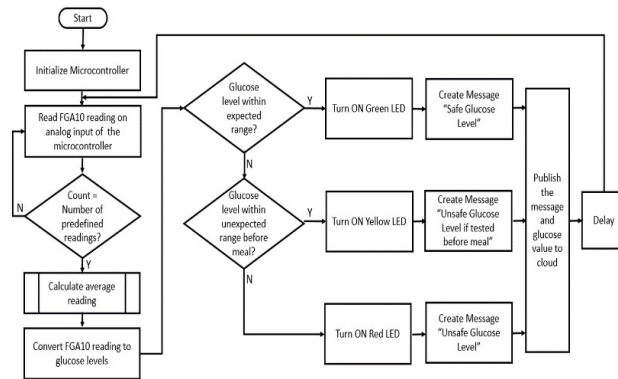 Start
Initialize Microcontroller
Read FGA10 reading on
analog input of the
microcontroller
N
Count =
Number of
predefined
readings?
Y
Calculate average
reading
Convert FGA10 reading to
glucose levels
Glucose
level within
expected
range?
Y
Turn ON Green LED
Create Message
“Safe Glucose
Level”
N
Glucose
level within
unexpected
range before
meal?
Y
Turn ON Yellow LED
Create Message
“Unsafe Glucose
Level if tested
before meal”
N
Turn ON Red LED
Create Message
“Unsafe Glucose
Level”
Publish
the
message
and
glucose
value to
cloud
Delay